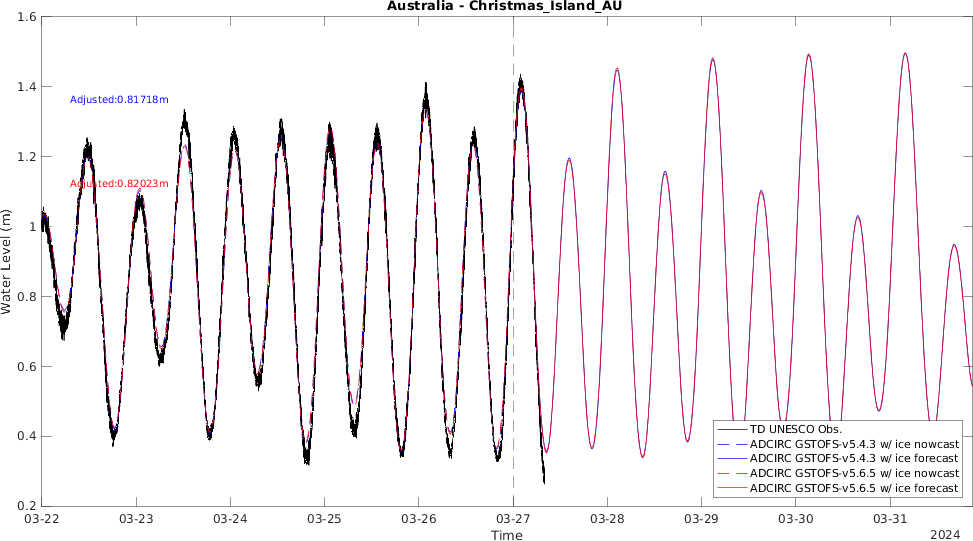 Australia - Christmas_Island_AU
1.6
1.4
1.2
1
0.8
0.6
0.4
0.2
Water Level (m)
Adjusted:0.81718m
Adjusted:0.82023m
TD UNESCO Obs.
ADCIRC GSTOFS-v5.4.3 w/ ice nowcast
ADCIRC GSTOFS-v5.4.3 w/ ice forecast
ADCIRC GSTOFS-v5.6.5 w/ ice nowcast
ADCIRC GSTOFS-v5.6.5 w/ ice forecast
03-22 03-23 03-24 03-25 03-26 03-27 03-28 03-29 03-30 03-31
Time
2024